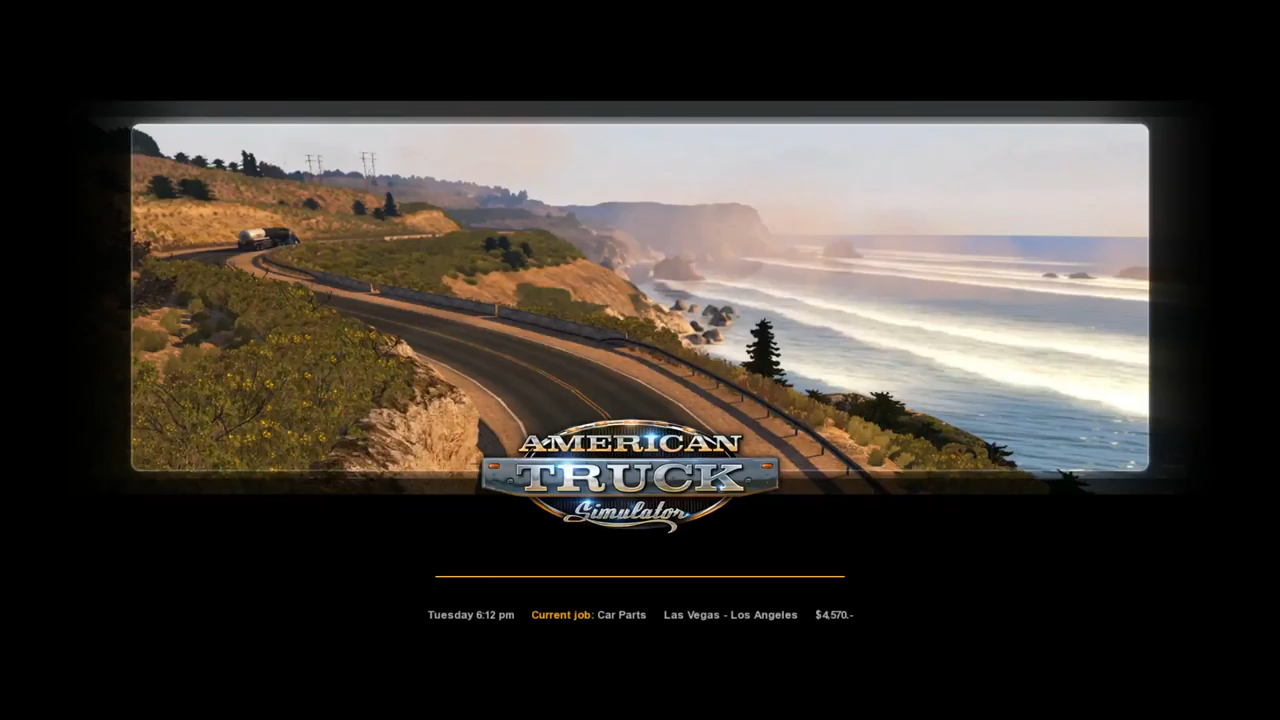 AMERICAN
TRUCK
Simulator
Tuesday 6:12 pm Current job: Car Parts Las Vegas - Los Angeles $4,570.-